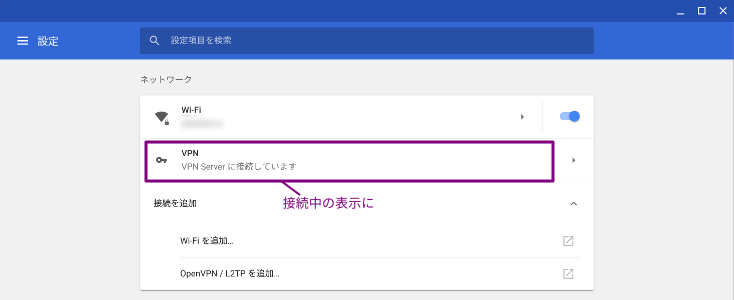 設定
設定項目を検索
ネットワーク
Wi-Fi
VPN
VPN Server に接続しています
接続中の表示に
接続を追加
Wi-Fi を追加...
OpenVPN / L2TP を追加...